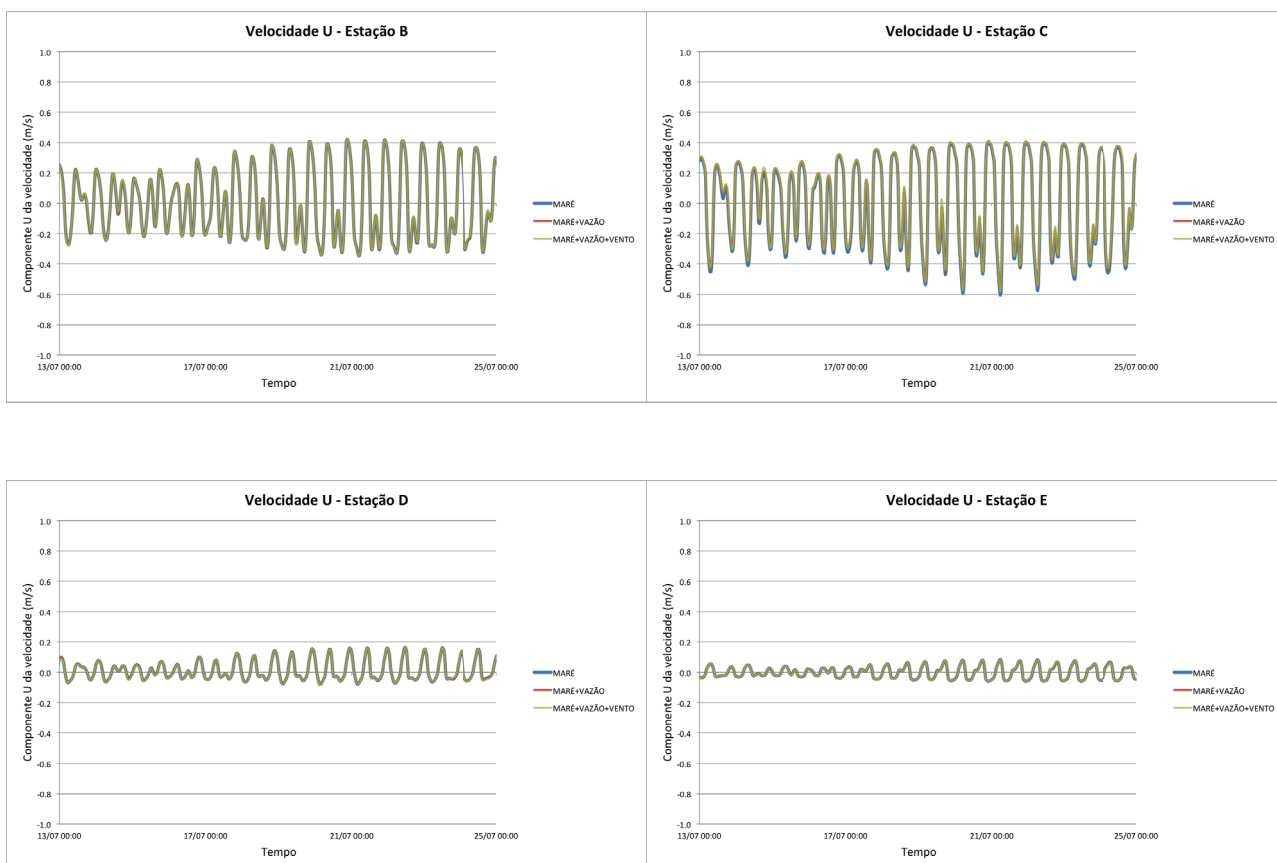 Velocidade U - Estação B
Componente U da velocidade (m/s)
1.0
0.8
0.6
0.4
0.2
0.0
-0.2
-0.4
-0.6
-0.8
-1.0
13/07 00:00 17/07 00:00 21/07 00:00 25/07 00:00
Tempo
MARÉ
MARÉ+VAZÃO
MARÉ+VAZÃO+VENTO
Velocidade U - Estação C
Componente U da velocidade (m/s)
1.0
0.8
0.6
0.4
0.2
0.0
-0.2
-0.4
-0.6
-0.8
-1.0
13/07 00:00 17/07 00:00 21/07 00:00 25/07 00:00
Tempo
MARÉ
MARÉ+VAZÃO
MARÉ+VAZÃO+VENTO
Velocidade U - Estação D
Componente U da velocidade (m/s)
1.0
0.8
0.6
0.4
0.2
0.0
-0.2
-0.4
-0.6
-0.8
-1.0
13/07 00:00 17/07 00:00 21/07 00:00 25/07 00:00
Tempo
MARÉ
MARÉ+VAZÃO
MARÉ+VAZÃO+VENTO
Velocidade U - Estação E
Componente U da velocidade (m/s)
1.0
0.8
0.6
0.4
0.2
0.0
-0.2
-0.4
-0.6
-0.8
-1.0
13/07 00:00 17/07 00:00 21/07 00:00 25/07 00:00
Tempo
MARÉ
MARÉ+VAZÃO
MARÉ+VAZÃO+VENTO